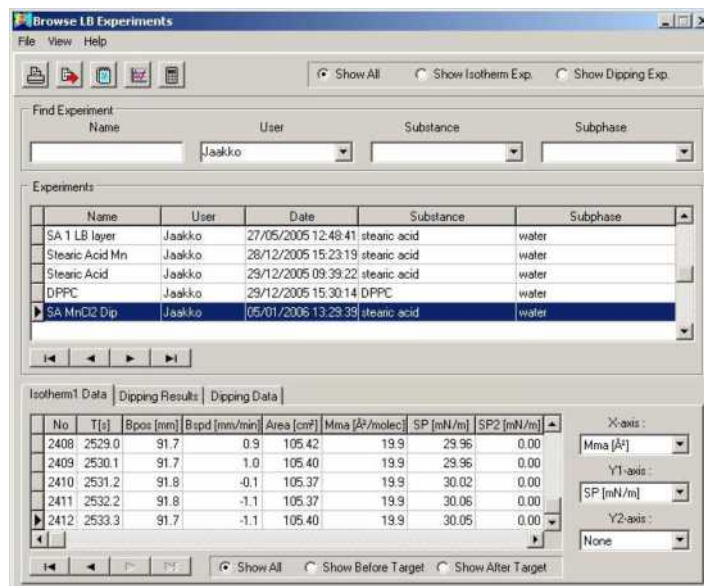 Browse LB Experiments
File View Help
Show All Show Isotherm Exp. Show Dipping Exp.
Find Experiment
Name User Substance Subphase
Jaakko
Experiments
Name User Date Substance Subphase
SA 1 LB layer Jaakko 27/05/2005 12:48:41 stearic acid water
Stearic Acid Mn Jaakko 28/12/2005 15:23:19 stearic acid water
Stearic Acid Jaakko 29/12/2005 09:39:22 stearic acid water
DPPC Jaakko 29/12/2005 15:30:14 DPPC water
SA MnCl2 Dip Jaakko 05/01/2006 13:29:39 stearic acid water
Isotherm1 Data Dipping Results Dipping Data
No T[s] Bpos [mm] Bspd [mm/min] Area [cm²] Mma [Å²/molec] SP [mN/m] SP2 [mN/m]
2408 2529.0 91.7 0.9 105.42 19.9 29.96 0.00
2409 2530.1 91.7 1.0 105.40 19.9 29.96 0.00
2410 2531.2 91.8 -0.1 105.37 19.9 30.02 0.00
2411 2532.2 91.8 -1.1 105.37 19.9 30.06 0.00
2412 2533.3 91.7 -1.1 105.40 19.9 30.05 0.00
X-axis :
Mma [Å²]
Y1-axis :
SP [mN/m]
Y2-axis :
None
Show All Show Before Target Show After Target